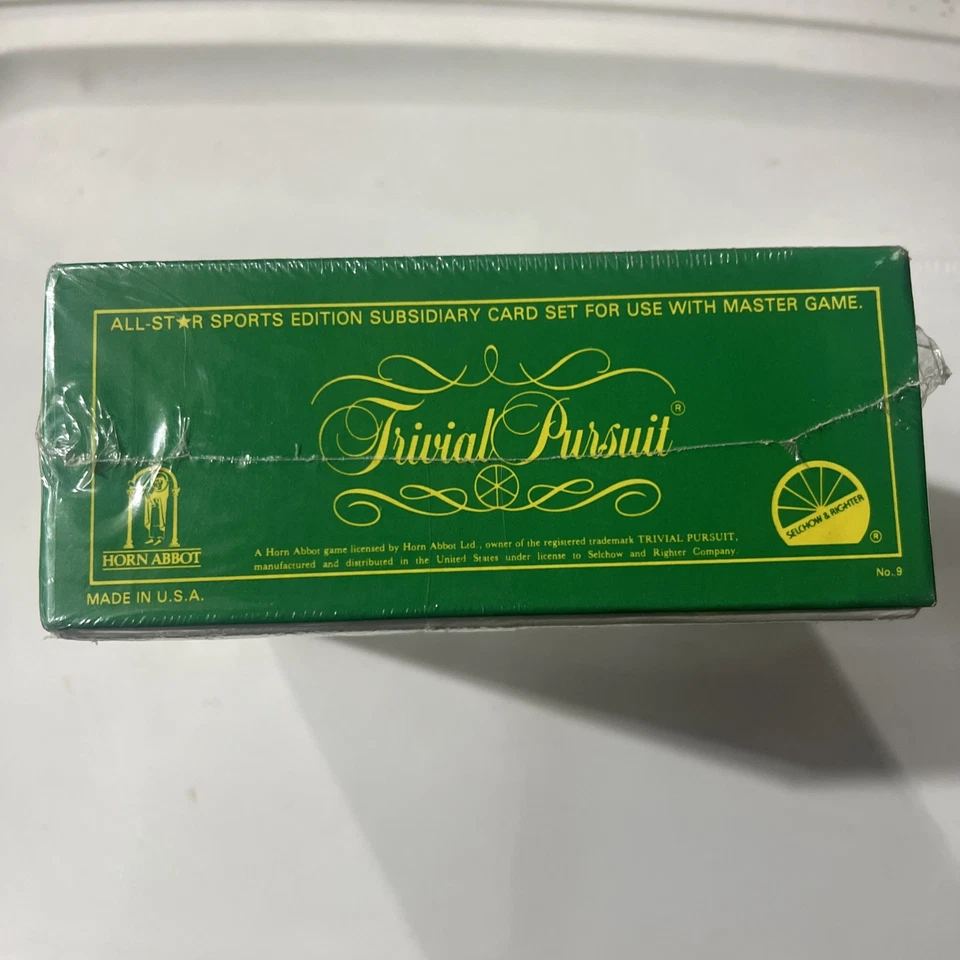 ALL-ST★R SPORTS EDITION SUBSIDIARY CARD SET FOR USE WITH MASTER GAME.
Trivial Pursuit®
HORN ABBOT
SELCHOW & RIGHTER ®
A Horn Abbot game licensed by Horn Abbot Ltd., owner of the registered trademark TRIVIAL PURSUIT,
manufactured and distributed in the United States under license to Selchow and Righter Company.
MADE IN U.S.A.
No. 9